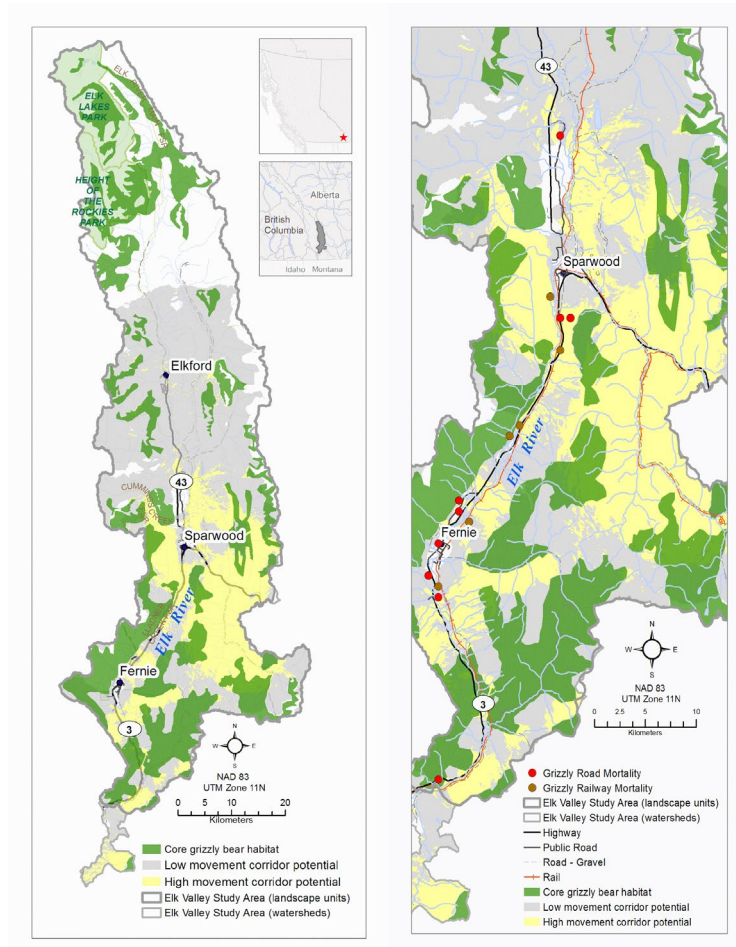 ELK
ELK
LAKES
PARK
HEIGHT
OF
THE
ROCKIES
PARK
Alberta
British
Columbia
Idaho Montana
Elkford
43
Sparwood
Elk River
Fernie
3
N
W E
S
NAD 83
UTM Zone 11N
0 5 10 20
Kilometers
Core grizzly bear habitat
Low movement corridor potential
High movement corridor potential
Elk Valley Study Area (landscape units)
Elk Valley Study Area (watersheds)
43
Sparwood
Elk River
Fernie
3
N
W E
S
NAD 83
UTM Zone 11N
0 2.5 5 10
Kilometers
Grizzly Road Mortality
Grizzly Railway Mortality
Elk Valley Study Area (landscape units)
Elk Valley Study Area (watersheds)
Highway
Public Road
Road - Gravel
Rail
Core grizzly bear habitat
Low movement corridor potential
High movement corridor potential